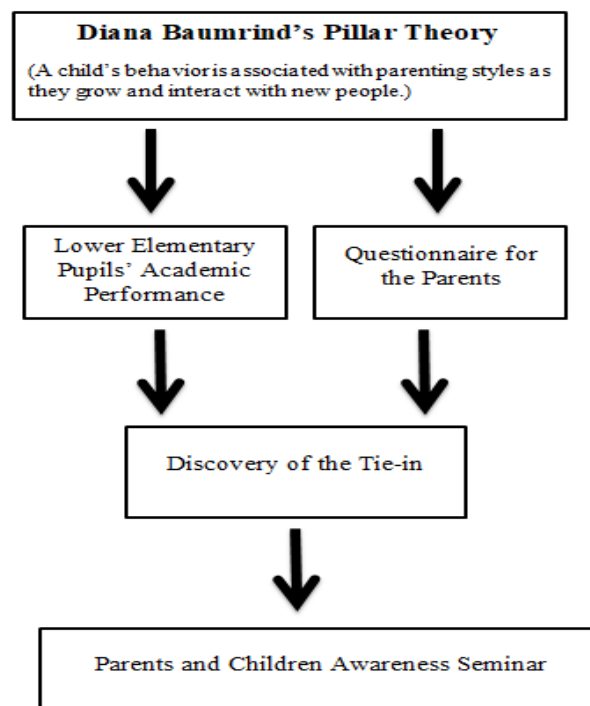 Diana Baumrind's Pillar Theory
(A child's behavior is associated with parenting styles as
they grow and interact with new people.)
Lower Elementary
Pupils' Academic
Performance
Questionnaire for
the Parents
Discovery of the Tie-in
Parents and Children Awareness Seminar